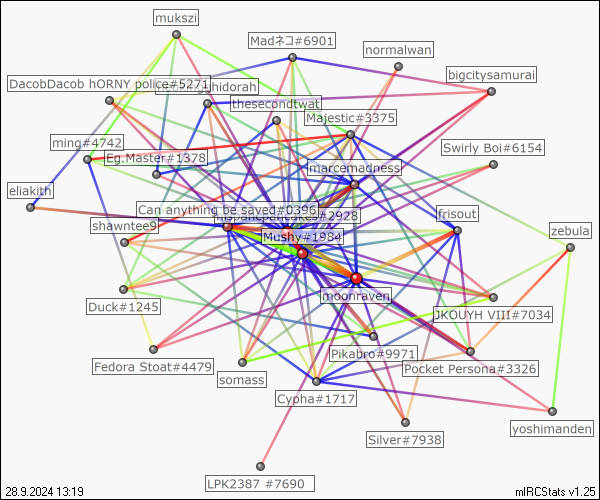 mukszi
Madネコ#6901
normalwan
bigcitysamurai
DacobDacob hORNY police#5271
hidorah
thesecondtwat
Majestic#3375
ming#4742
Eg.Master#1378
Swirly Boi#6154
marcemadness
eliakith
Can anything be saved#0396
#2928
frisout
shawntee9
Mushy#1984
zebula
moonraven
Duck#1245
JKOUYH VIII#7034
Pikabro#9971
Fedora Stoat#4479
Pocket Persona#3326
somass
Cypha#1717
yoshimanden
Silver#7938
LPK2387 #7690
28.9.2024 13:19
mIRCStats v1.25